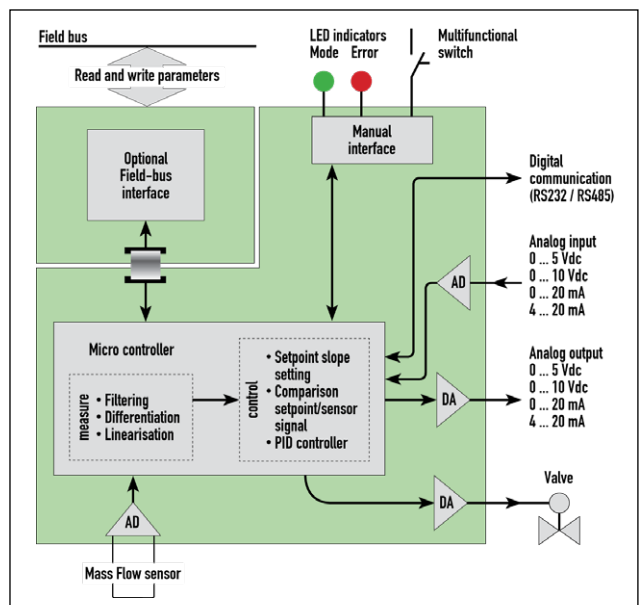 Field bus
Read and write parameters
LED indicators
Mode Error
Multifunctional
switch
Manual
interface
Optional
Field-bus
interface
Digital
communication
(RS232 / RS485)
Analog input
0 ... 5 Vdc
0 ... 10 Vdc
0 ... 20 mA
4 ... 20 mA
AD
Micro controller
measure
• Filtering
• Differentiation
• Linearisation
control
• Setpoint slope
setting
• Comparison
setpoint/sensor
signal
• PID controller
DA
Analog output
0 ... 5 Vdc
0 ... 10 Vdc
0 ... 20 mA
4 ... 20 mA
DA
Valve
AD
Mass Flow sensor